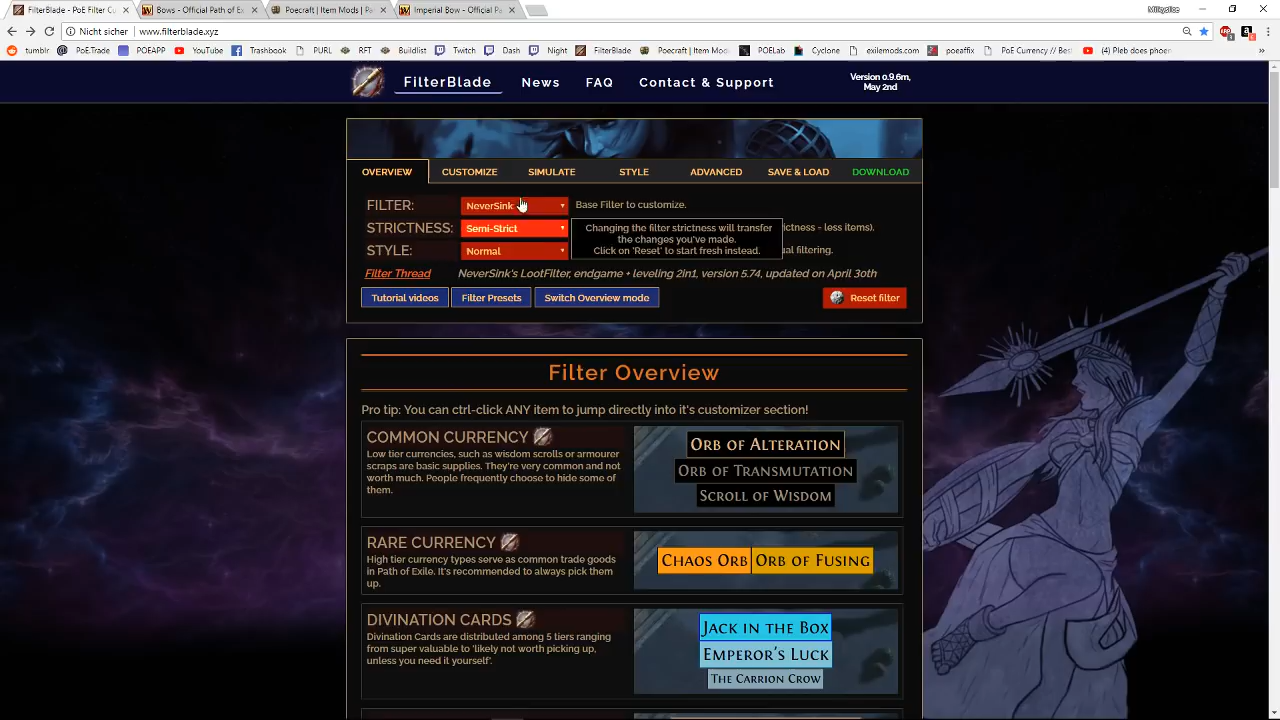 FilterBlade - PoE Filter Cu
Bows - Official Path of Ex
Poecraft | Item Mods | Pa
Imperial Bow - Official Pa
Milkydice
Nicht sicher
www.filterblade.xyz
tumblr
PoE.Trade
POEAPP
YouTube
Trashbook
PURL
RFT
Buildlist
Twitch
Twitch
Night
FilterBlade
Poecraft | Item Mods
POELab
Cyclone
exilemods.com
poeaffix
PoE Currency // Best
(4) Pleb does phoen
FilterBlade
News
FAQ
Contact & Support
Version 0.9.6m,
May 2nd
OVERVIEW
CUSTOMIZE
SIMULATE
STYLE
ADVANCED
SAVE & LOAD
DOWNLOAD
FILTER:
NeverSink
Base Filter to customize.
STRICTNESS:
Semi-Strict
Changing the filter strictness will transfer
the changes you've made.
Click on 'Reset' to start fresh instead.
ctness - less items).
STYLE:
Normal
ual filtering.
Filter Thread
NeverSink's LootFilter, endgame + leveling 2in1, version 5.74, updated on April 30th
Tutorial videos
Filter Presets
Switch Overview mode
Reset filter
Filter Overview
Pro tip: You can ctrl-click ANY item to jump directly into it's customizer section!
COMMON CURRENCY
Low tier currencies, such as wisdom scrolls or armourer
scraps are basic supplies. They're very common and not
worth much. People frequently choose to hide some of
them.
Orb of Alteration
Orb of Transmutation
Scroll of Wisdom
RARE CURRENCY
High tier currency types serve as common trade goods
in Path of Exile. It's recommended to always pick them
up.
Chaos Orb
Orb of Fusing
DIVINATION CARDS
Divination Cards are distributed among 5 tiers ranging
from super valuable to 'likely not worth picking up,
unless you need it yourself'.
Jack in the Box
Emperor's Luck
The Carrion Crow